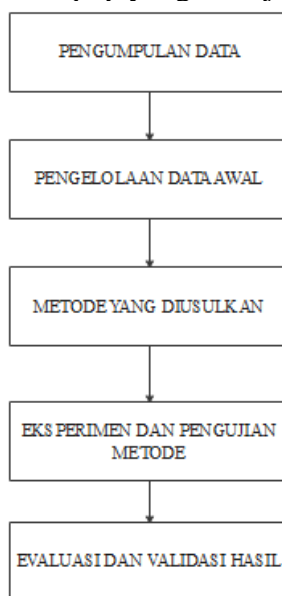 PENGUMPULAN DATA
PENGELOLAAN DATA AWAL
METODE YANG DIUSULKAN
EKSPERIMEN DAN PENGUJIAN
METODE
EVALUASI DAN VALIDASI HASIL